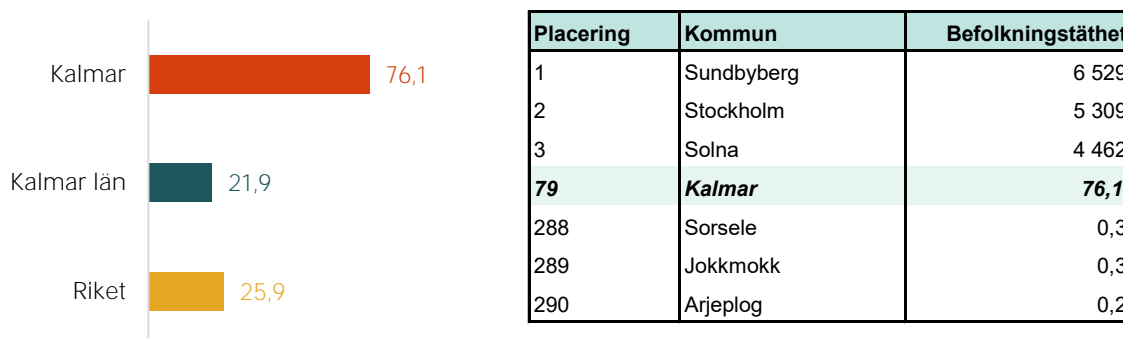 Kalmar 76,1
Kalmar län 21,9
Riket 25,9
Placering Kommun Befolkningstäthet
1 Sundbyberg 6 529
2 Stockholm 5 309
3 Solna 4 462
79 Kalmar 76,1
288 Sorsele 0,3
289 Jokkmokk 0,3
290 Arjeplog 0,2